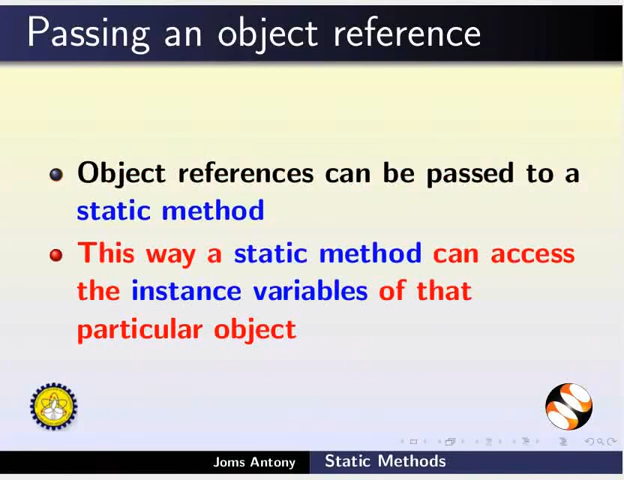 Passing an object reference
Object references can be passed to a
static method
This way a static method can access
the instance variables of that
particular object
Joms Antony Static Methods